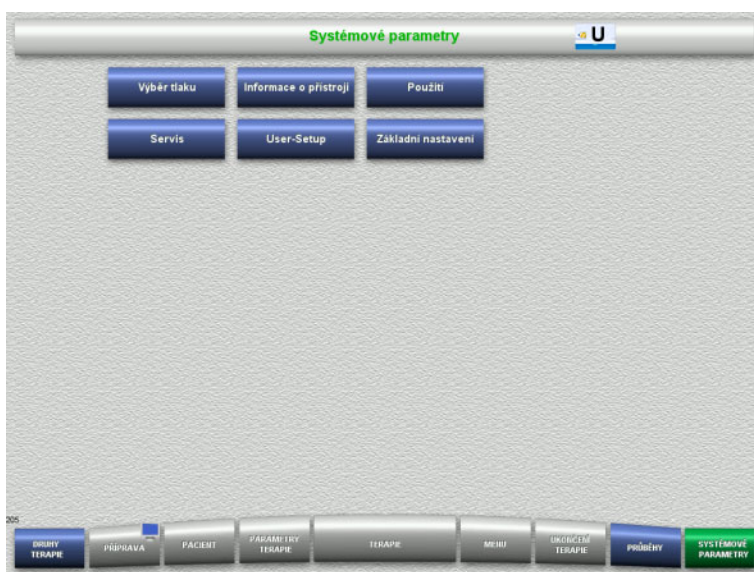 Systémové parametry
U
Výběr tlaku
Informace o přístroji
Použití
Servis
User-Setup
Základní nastavení
205
DRUHY
TERAPIE
PŘÍPRAVA
PACIENT
PARAMETRY
TERAPIE
TERAPIE
MENU
UKONČENÍ
TERAPIE
PRŮBĚHY
SYSTÉMOVÉ
PARAMETRY